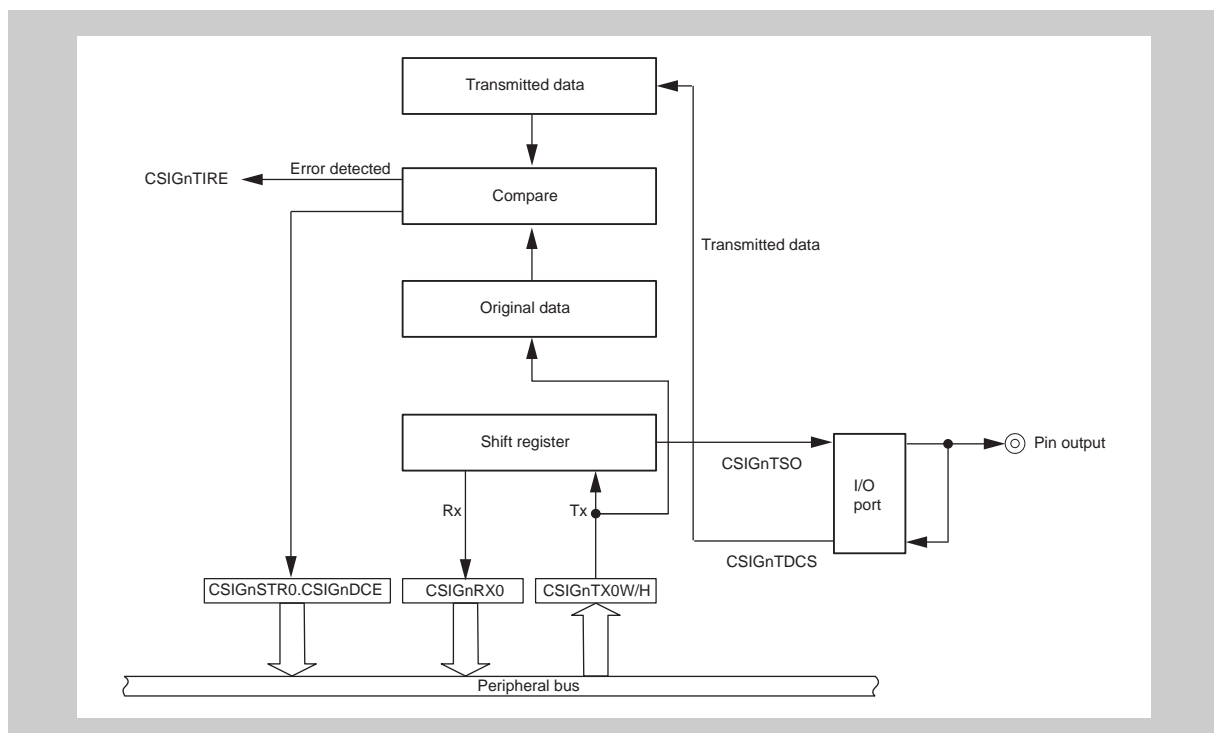 Transmitted data
Error detected
CSIGnTIRE
Compare
Transmitted data
Original data
Shift register
CSIGnTSO
Pin output
I/O
port
Rx
Tx
CSIGnTDCS
CSIGnSTR0.CSIGnDCE
CSIGnRX0
CSIGnTX0W/H
Peripheral bus